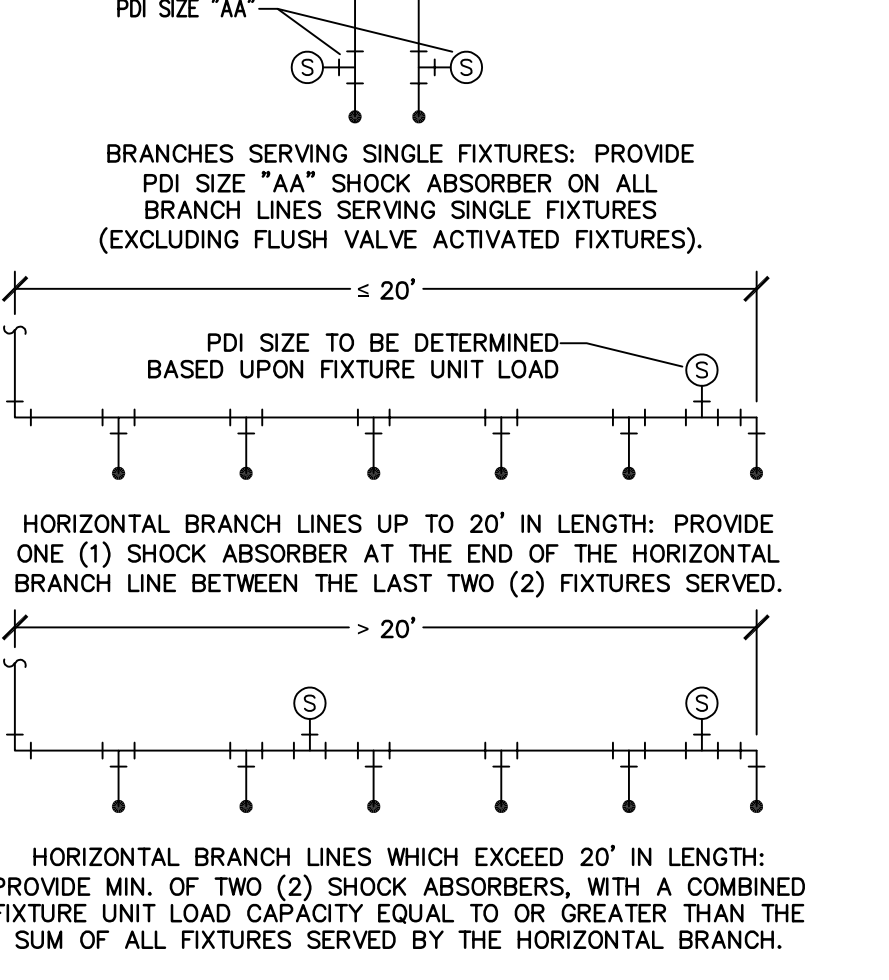 PDI SIZE "AA"
S S
BRANCHES SERVING SINGLE FIXTURES: PROVIDE
PDI SIZE "AA" SHOCK ABSORBER ON ALL
BRANCH LINES SERVING SINGLE FIXTURES
(EXCLUDING FLUSH VALVE ACTIVATED FIXTURES).
≤ 20'
PDI SIZE TO BE DETERMINED
BASED UPON FIXTURE UNIT LOAD
S
HORIZONTAL BRANCH LINES UP TO 20' IN LENGTH: PROVIDE
ONE (1) SHOCK ABSORBER AT THE END OF THE HORIZONTAL
BRANCH LINE BETWEEN THE LAST TWO (2) FIXTURES SERVED.
> 20'
S S
HORIZONTAL BRANCH LINES WHICH EXCEED 20' IN LENGTH:
PROVIDE MIN. OF TWO (2) SHOCK ABSORBERS, WITH A COMBINED
FIXTURE UNIT LOAD CAPACITY EQUAL TO OR GREATER THAN THE
SUM OF ALL FIXTURES SERVED BY THE HORIZONTAL BRANCH.